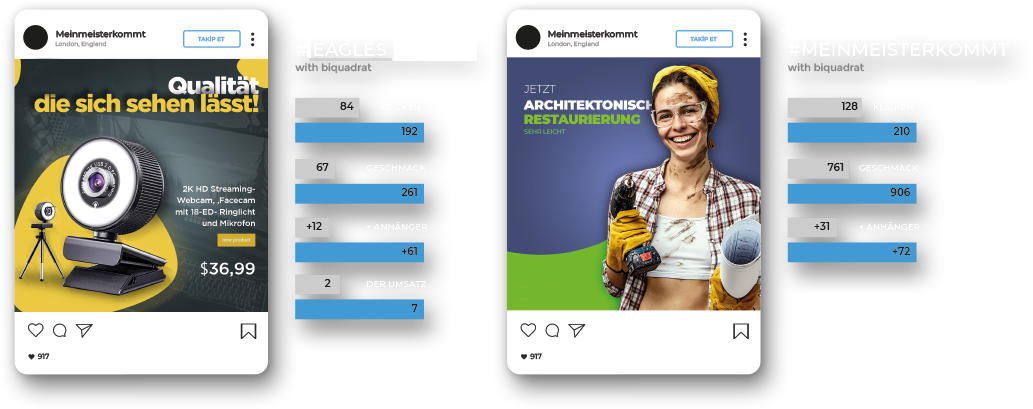 Meinmeisterkommt
London, England
TAKİP ET
Qualität
die sich sehen lässt!
2K HD Streaming-
Webcam, ,Facecam
mit 18-ED- Ringlicht
und Mikrofon
new product
$36,99
917
#EAGLES
with biquadrat
84
192
67 GESCHMACK
261
+12 + ANHÄNGER
+61
2 DER UMSATZ
7
Meinmeisterkommt
London, England
TAKİP ET
JETZT
ARCHITEKTONISCH
RESTAURIERUNG
SEHR LEICHT
917
#MEINMEISTERKOMMT
with biquadrat
128 KLICKEN
210
761 GESCHMACK
906
+31 + ANHÄNGER
+72